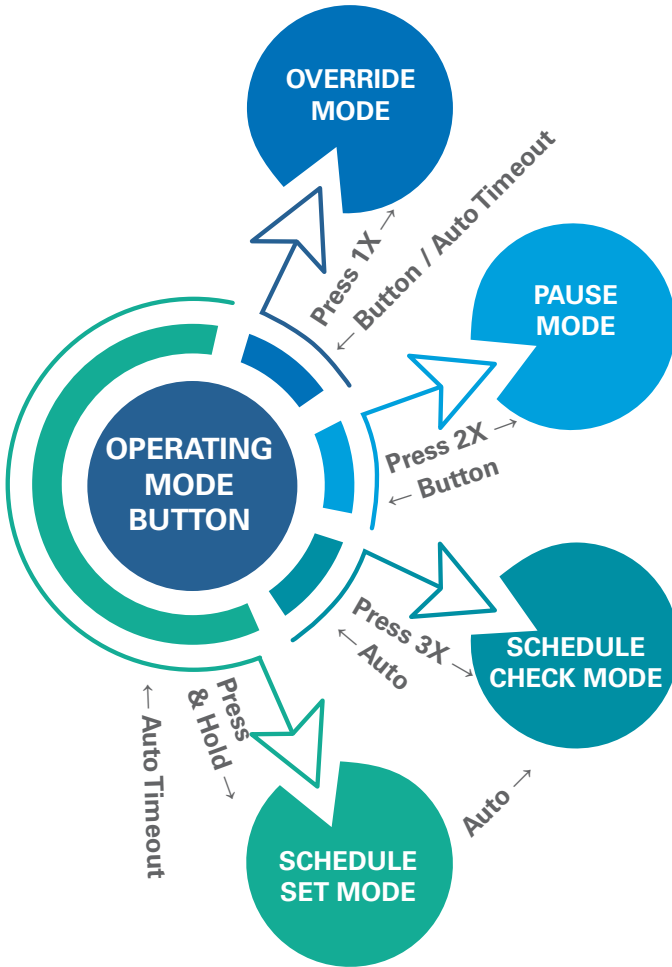 OVERRIDE
MODE
Press 1X →
← Button / Auto Timeout
PAUSE
MODE
Press 2X →
← Button
OPERATING
MODE
BUTTON
Press 3X →
← Auto
SCHEDULE
CHECK MODE
Press
& Hold →
← Auto Timeout
Auto →
SCHEDULE
SET MODE